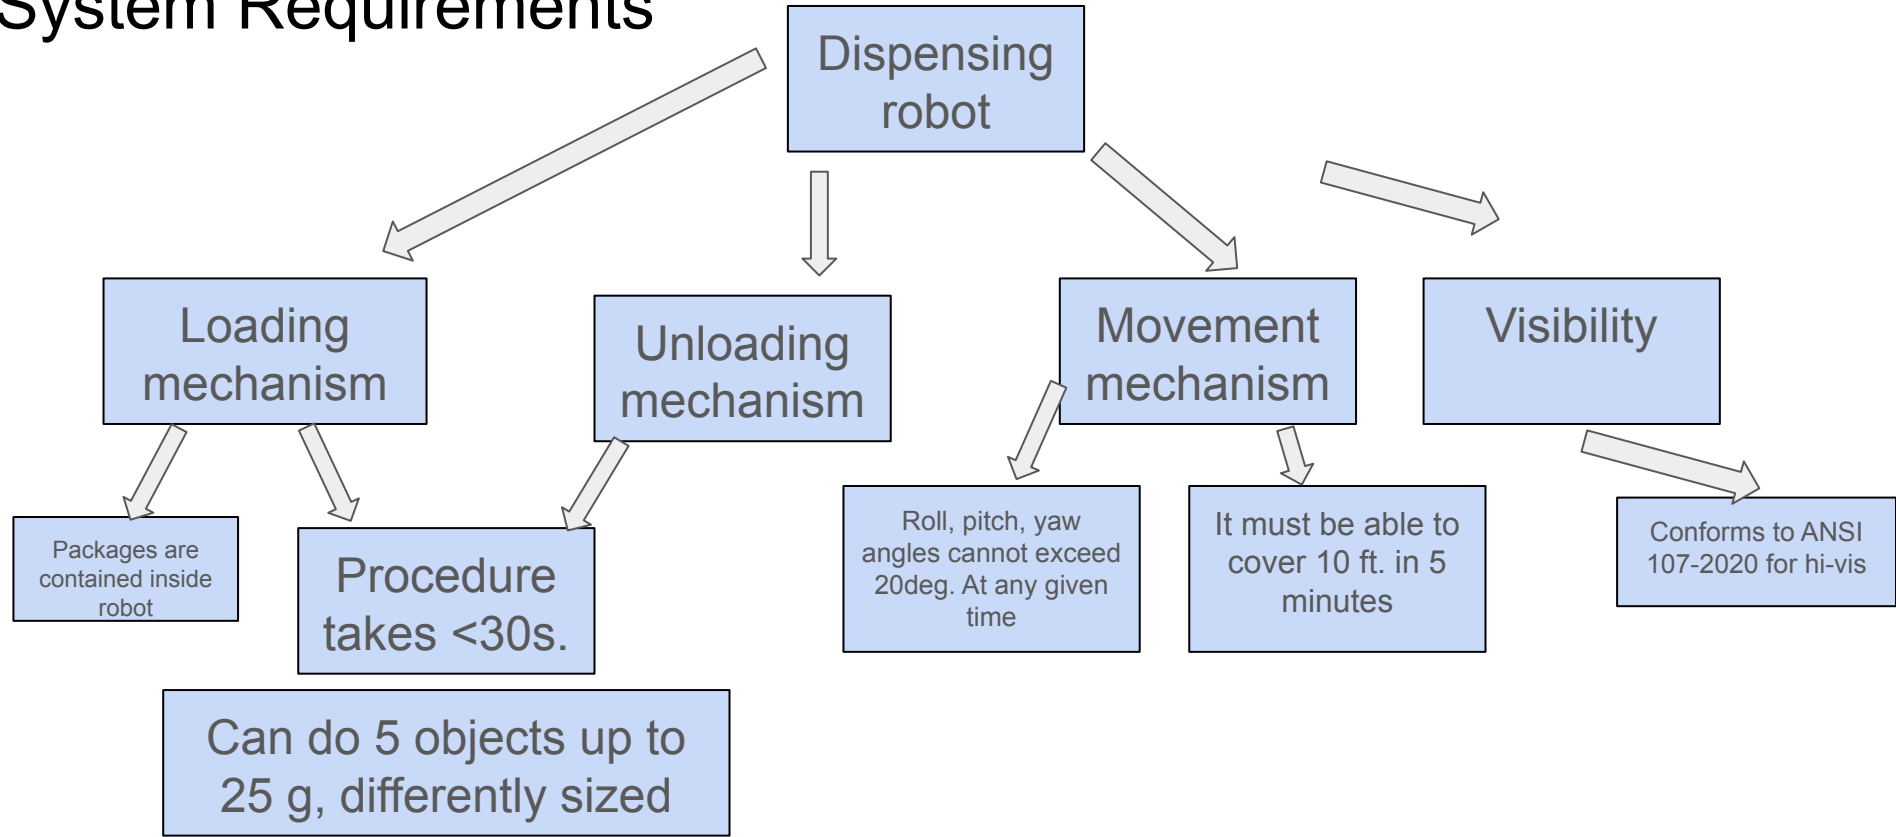 System Requirements
Dispensing
robot
Loading
mechanism
Unloading
mechanism
Movement
mechanism
Visibility
Packages are
contained inside
robot
Procedure
takes <30s.
Roll, pitch, yaw
angles cannot exceed
20deg. At any given
time
It must be able to
cover 10 ft. in 5
minutes
Conforms to ANSI
107-2020 for hi-vis
Can do 5 objects up to
25 g, differently sized